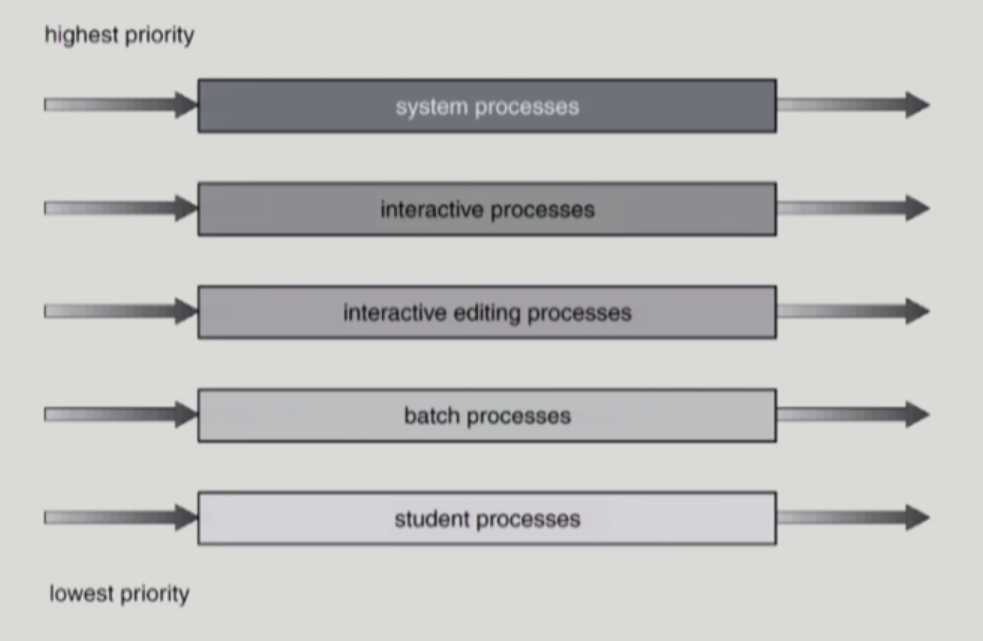 highest priority
system processes
interactive processes
interactive editing processes
batch processes
student processes
lowest priority